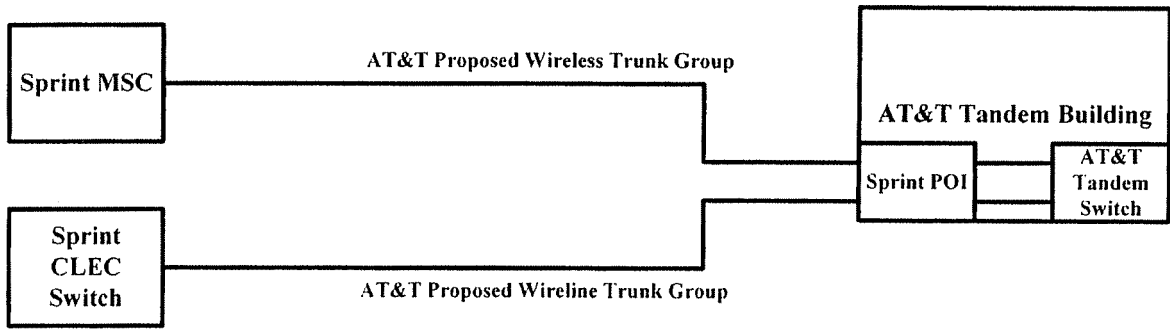 Sprint MSC
AT&T Proposed Wireless Trunk Group
AT&T Tandem Building
Sprint POI
AT&T
Tandem
Switch
Sprint
CLEC
Switch
AT&T Proposed Wireline Trunk Group